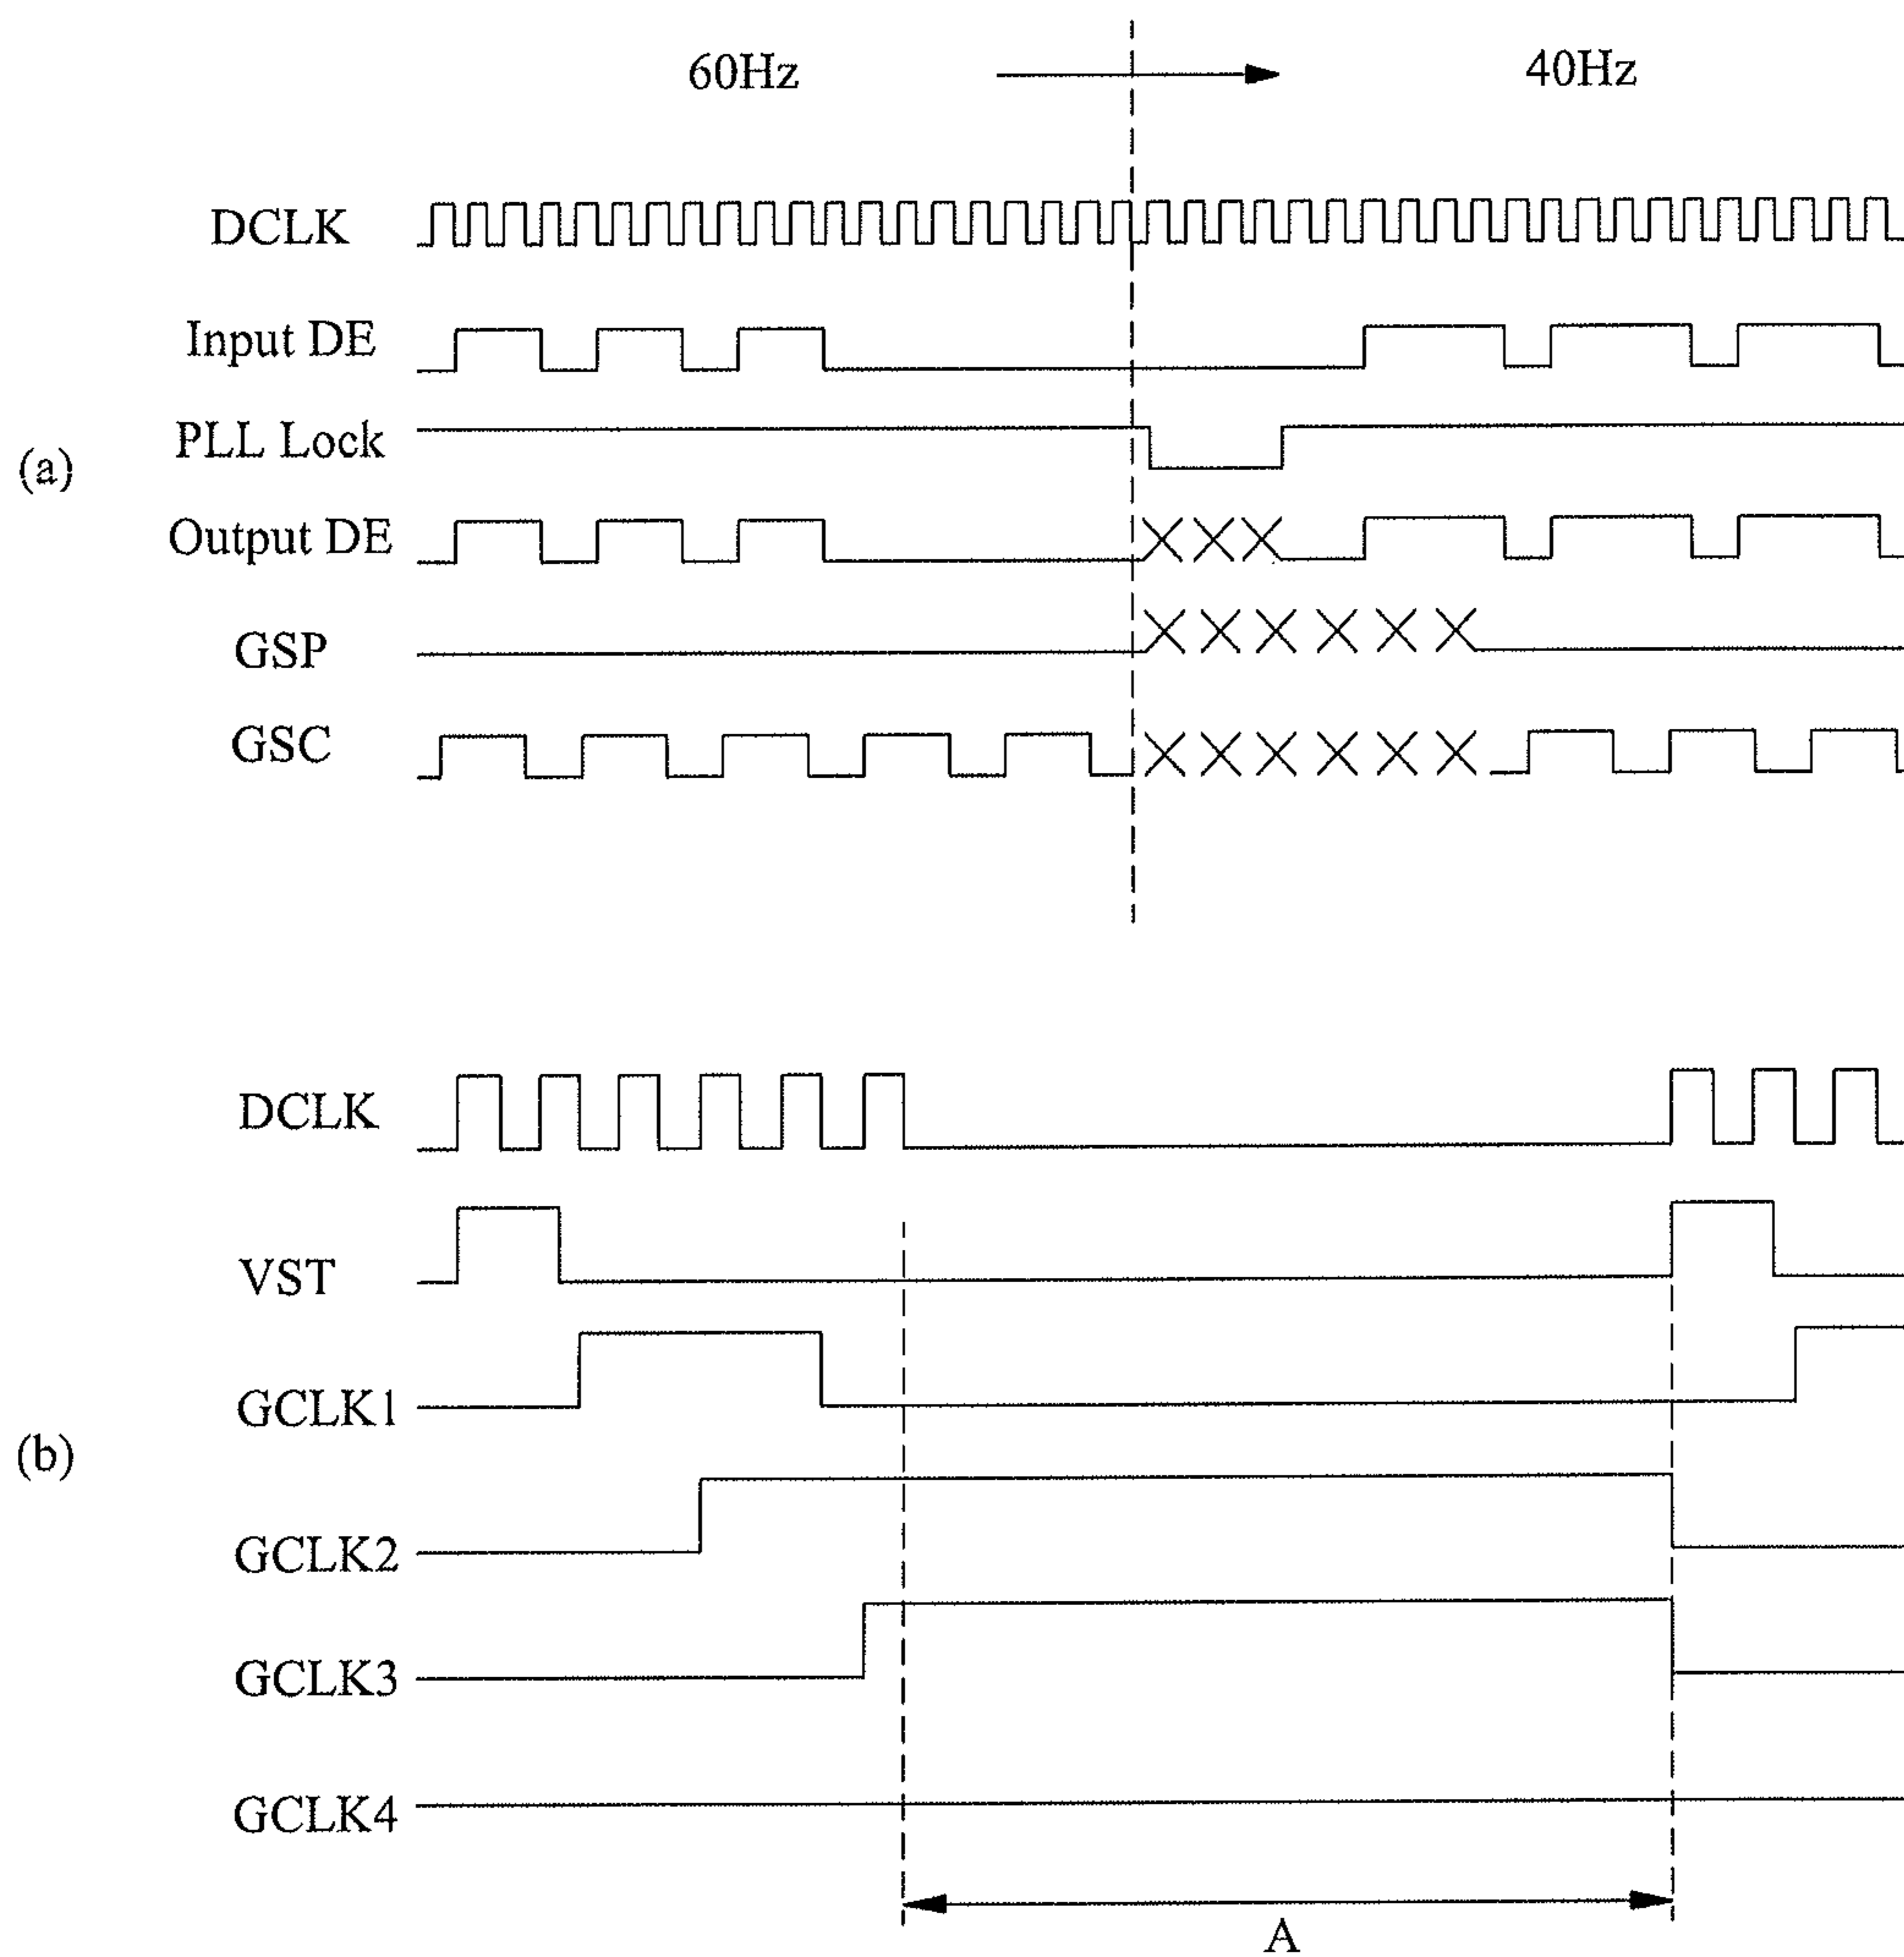 60Hz
40Hz
DCLK
Input DE
PLL Lock
(a)
Output DE
GSP
GSC
DCLK
VST
GCLK1
(b)
GCLK2
GCLK3
GCLK4
A